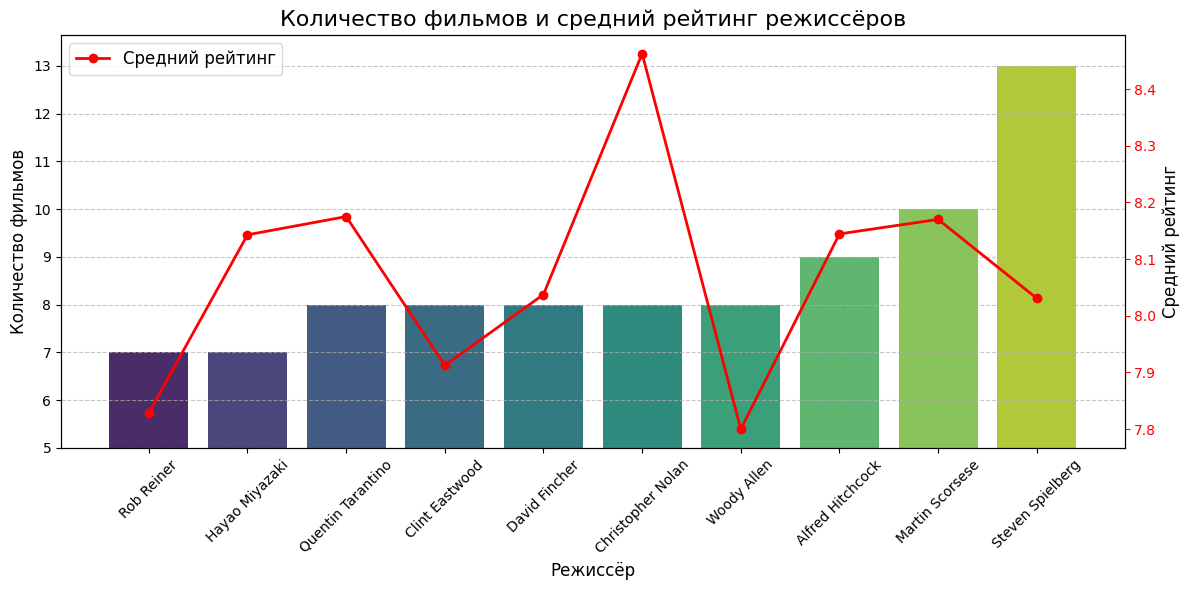 Количество фильмов и средний рейтинг режиссёров
Средний рейтинг
Количество фильмов
13
12
11
10
9
8
7
6
5
8.4
8.3
8.2
8.1
8.0
7.9
7.8
Средний рейтинг
Rob Reiner
Hayao Miyazaki
Quentin Tarantino
Clint Eastwood
David Fincher
Christopher Nolan
Woody Allen
Alfred Hitchcock
Martin Scorsese
Steven Spielberg
Режиссёр